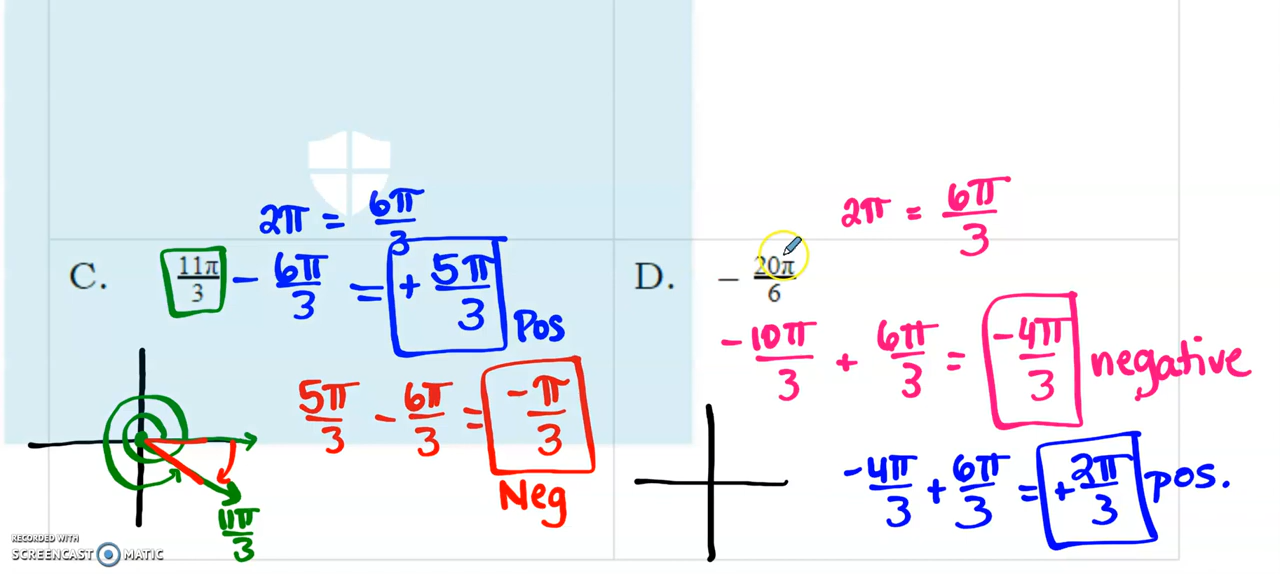 2π = 6π/3
C. 11π/3 - 6π/3 = + 5π/3 Pos
5π/3 - 6π/3 = -π/3
Neg
11π/3
2π = 6π/3
D. - 20π/6
-10π/3 + 6π/3 = -4π/3 negative
-4π/3 + 6π/3 = + 2π/3 pos.
RECORDED WITH
SCREENCAST MATIC